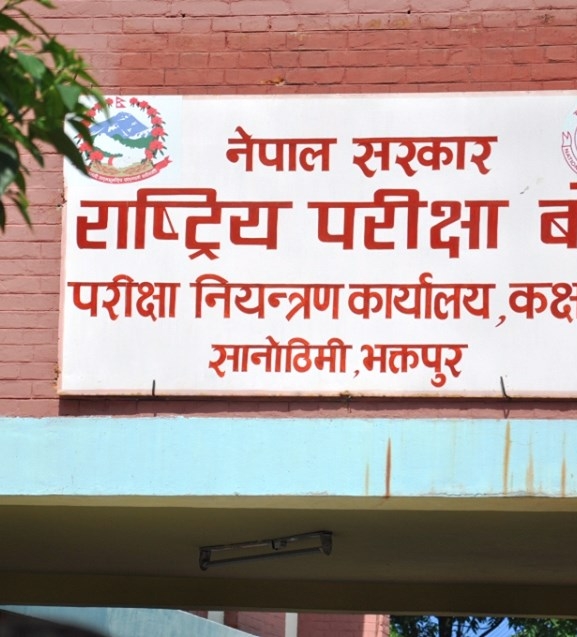 नेपाल सरकार
राष्ट्रिय परीक्षा
परीक्षा नियन्त्रण कार्यालय,
सानोठिमी,भक्तपुर